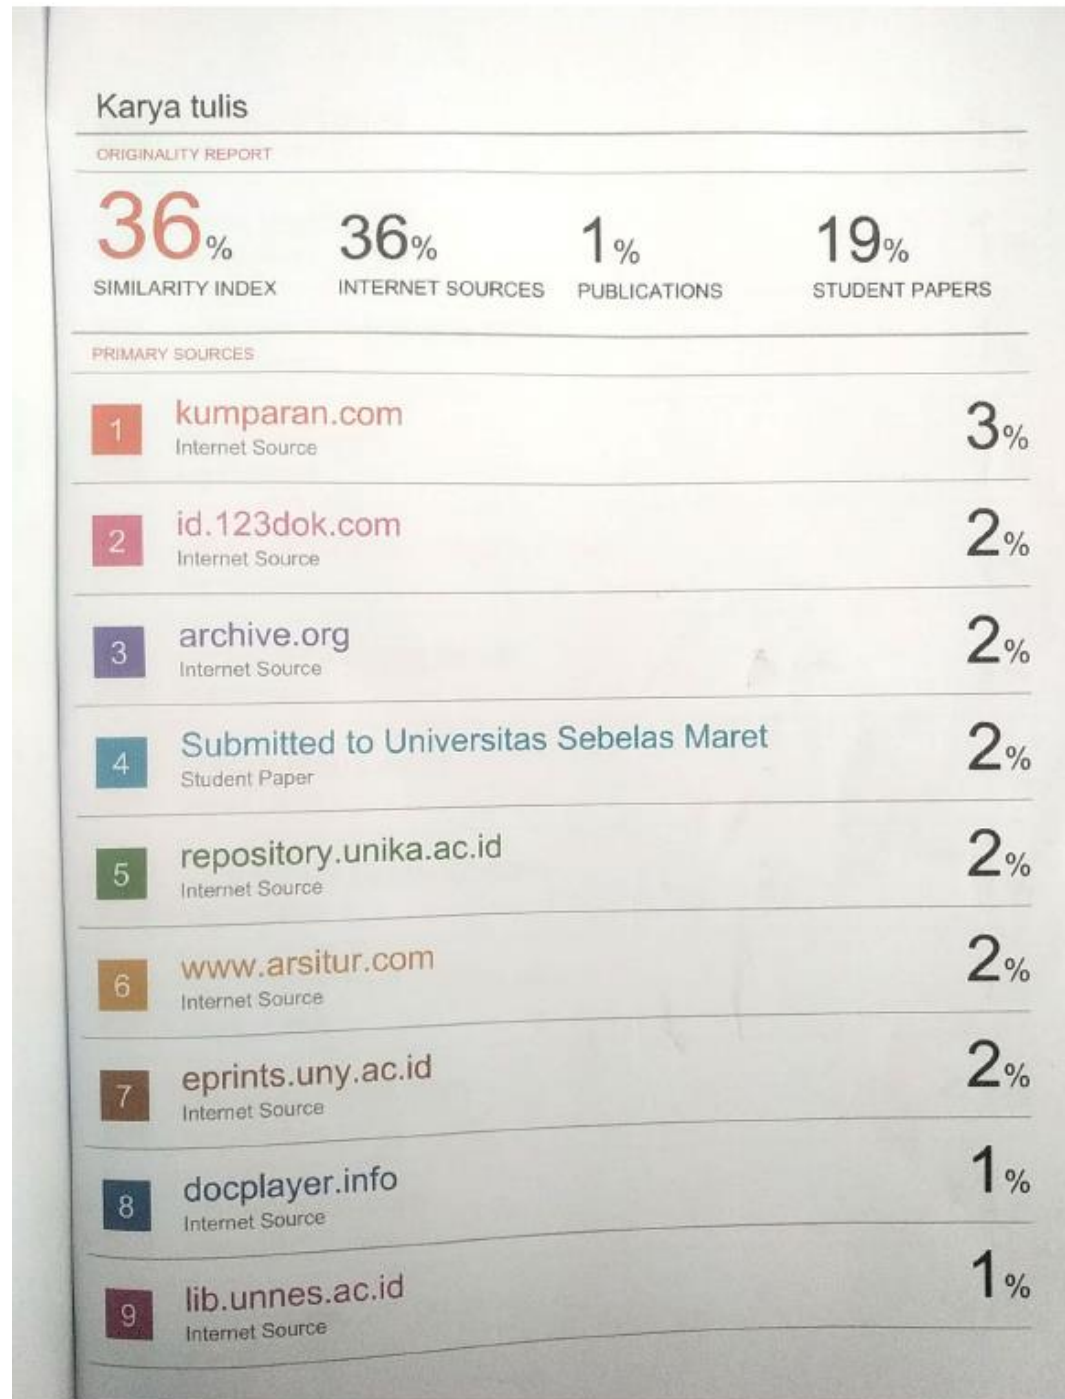 Karya tulis
ORIGINALITY REPORT
36% 36% 1% 19%
SIMILARITY INDEX INTERNET SOURCES PUBLICATIONS STUDENT PAPERS
PRIMARY SOURCES
1 kumparan.com 3%
Internet Source
2 id.123dok.com 2%
Internet Source
3 archive.org 2%
Internet Source
4 Submitted to Universitas Sebelas Maret 2%
Student Paper
5 repository.unika.ac.id 2%
Internet Source
6 www.arsitur.com 2%
Internet Source
7 eprints.uny.ac.id 2%
Internet Source
8 docplayer.info 1%
Internet Source
9 lib.unnes.ac.id 1%
Internet Source